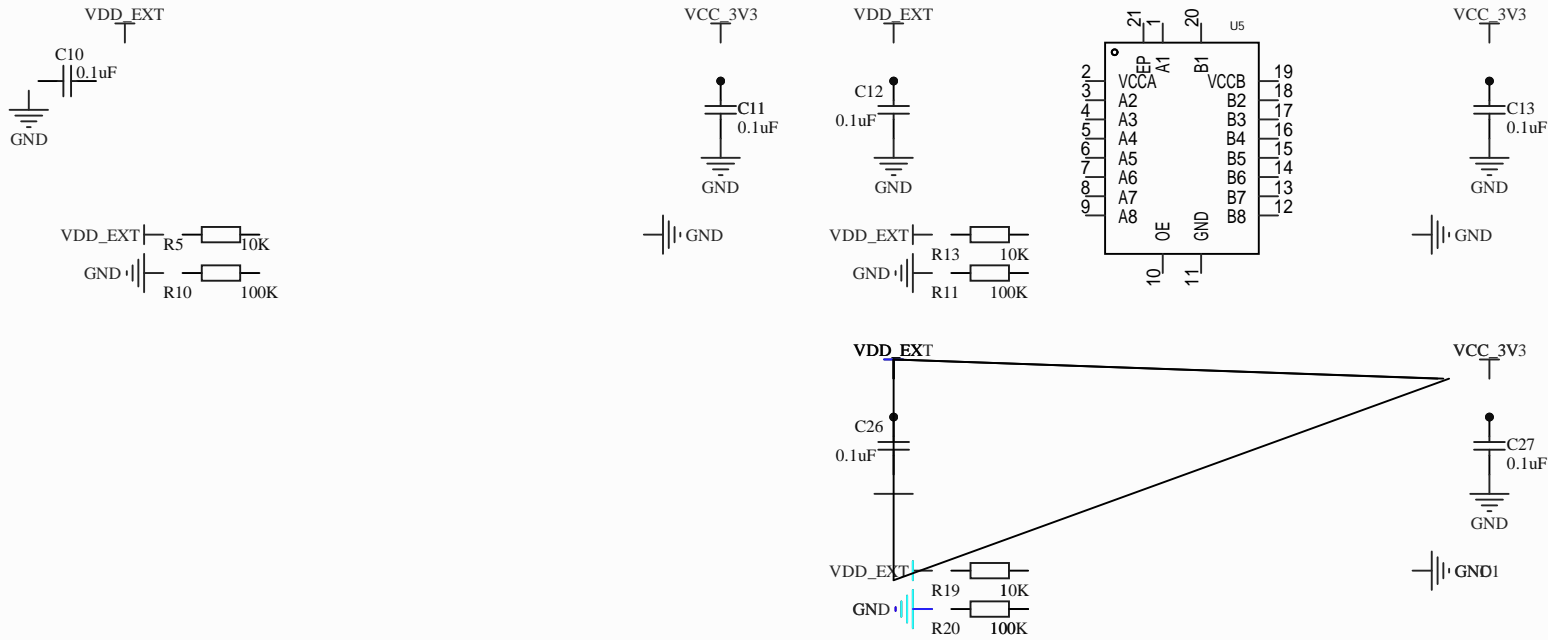 VDD_EXT
C10
0.1uF
GND
VDD_EXT
R5
10K
GND
R10
100K
VCC_3V3
C11
0.1uF
GND
GND
VDD_EXT
C12
0.1uF
GND
VDD_EXT
R13
10K
GND
R11
100K
U5
21
1
20
EP
A1
B1
2 VCCA VCCB 19
3 A2 B2 18
4 A3 B3 17
5 A4 B4 16
6 A5 B5 15
7 A6 B6 14
8 A7 B7 13
9 A8 B8 12
OE
GND
10
11
VCC_3V3
C13
0.1uF
GND
GND
VDD_EXT
C26
0.1uF
VDD_EXT
R19
10K
GND
R20
100K
VCC_3V3
C27
0.1uF
GND